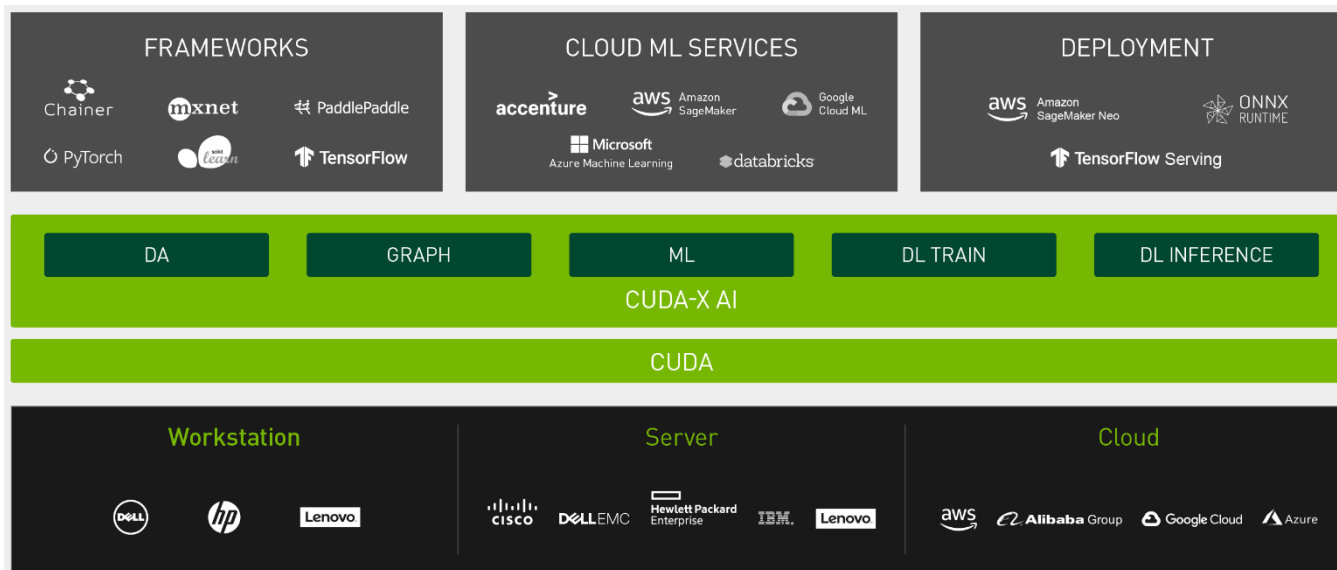 FRAMEWORKS
Chainer
mxnet
PaddlePaddle
PyTorch
scikit
learn
TensorFlow
CLOUD ML SERVICES
accenture
aws Amazon
SageMaker
Google
Cloud ML
Microsoft
Azure Machine Learning
databricks
DEPLOYMENT
aws Amazon
SageMaker Neo
ONNX
RUNTIME
TensorFlow Serving
DA
GRAPH
ML
DL TRAIN
DL INFERENCE
CUDA-X AI
CUDA
Workstation
DELL
hp
Lenovo
Server
CISCO
DELLEMC
Hewlett Packard
Enterprise
IBM
Lenovo
Cloud
aws
Alibaba Group
Google Cloud
Azure